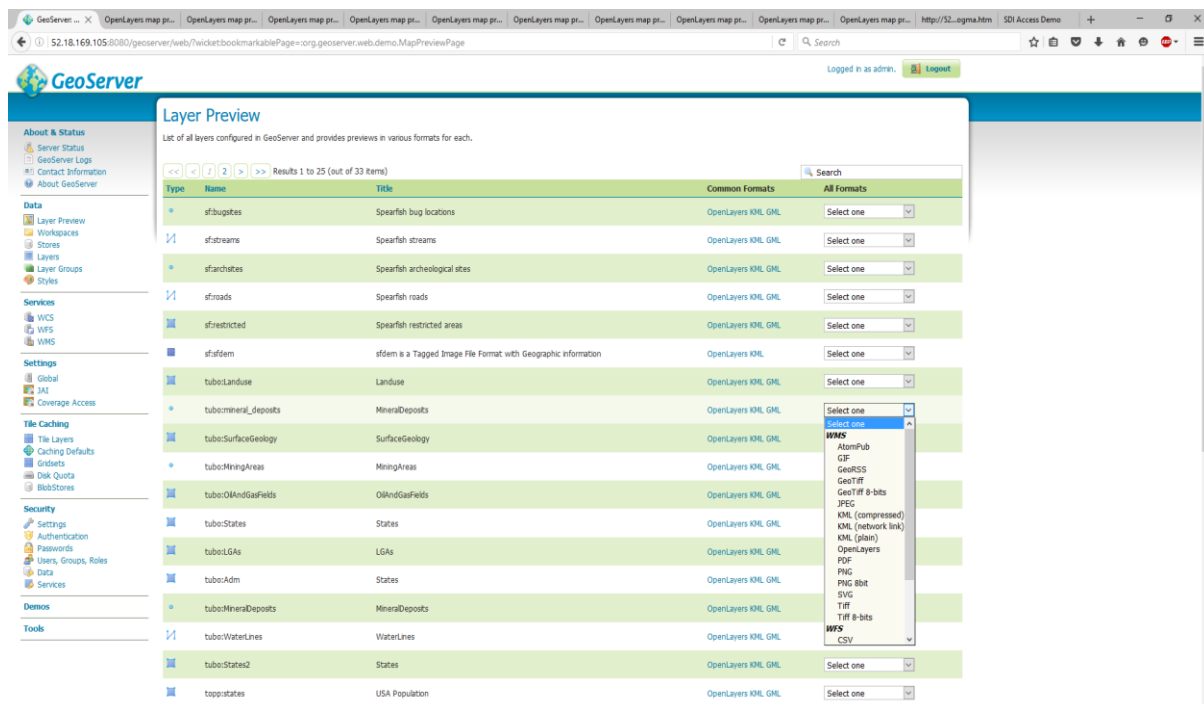 GeoServer: ... OpenLayers map pr... OpenLayers map pr... OpenLayers map pr... OpenLayers map pr... OpenLayers map pr... OpenLayers map pr... OpenLayers map pr... OpenLayers map pr... OpenLayers map pr... OpenLayers map pr... http://52...ogma.htm SDI Access Demo
52.18.169.105:8080/geoserver/web/?wicket:bookmarkablePage=:org.geoserver.web.demo.MapPreviewPage Search ABP
GeoServer
Logged in as admin. Logout
Layer Preview
List of all layers configured in GeoServer and provides previews in various formats for each.
About & Status
Server Status
GeoServer Logs
Contact Information
About GeoServer
Data
Layer Preview
Workspaces
Stores
Layers
Layer Groups
Styles
Services
WCS
WFS
WMS
Settings
Global
JAI
Coverage Access
Tile Caching
Tile Layers
Caching Defaults
Gridsets
Disk Quota
BlobStores
Security
Settings
Authentication
Passwords
Users, Groups, Roles
Data
Services
Demos
Tools
<< < 1 2 > >> Results 1 to 25 (out of 33 items) Search
Type Name Title Common Formats All Formats
sf:bugsites Spearfish bug locations OpenLayers KML GML Select one
sf:streams Spearfish streams OpenLayers KML GML Select one
sf:archsites Spearfish archeological sites OpenLayers KML GML Select one
sf:roads Spearfish roads OpenLayers KML GML Select one
sf:restricted Spearfish restricted areas OpenLayers KML GML Select one
sf:sfdem sfdem is a Tagged Image File Format with Geographic information OpenLayers KML Select one
tubo:Landuse Landuse OpenLayers KML GML Select one
tubo:mineral_deposits MineralDeposits OpenLayers KML GML Select one
tubo:SurfaceGeology SurfaceGeology OpenLayers KML GML
tubo:MiningAreas MiningAreas OpenLayers KML GML
tubo:OilAndGasFields OilAndGasFields OpenLayers KML GML
tubo:States States OpenLayers KML GML
tubo:LGAs LGAs OpenLayers KML GML
tubo:Adm States OpenLayers KML GML
tubo:MineralDeposits MineralDeposits OpenLayers KML GML
tubo:WaterLines WaterLines OpenLayers KML GML
tubo:States2 States OpenLayers KML GML Select one
topp:states USA Population OpenLayers KML GML Select one
Select one
WMS
AtomPub
GIF
GeoRSS
GeoTiff
GeoTiff 8-bits
JPEG
KML (compressed)
KML (network link)
KML (plain)
OpenLayers
PDF
PNG
PNG 8bit
SVG
Tiff
Tiff 8-bits
WFS
CSV